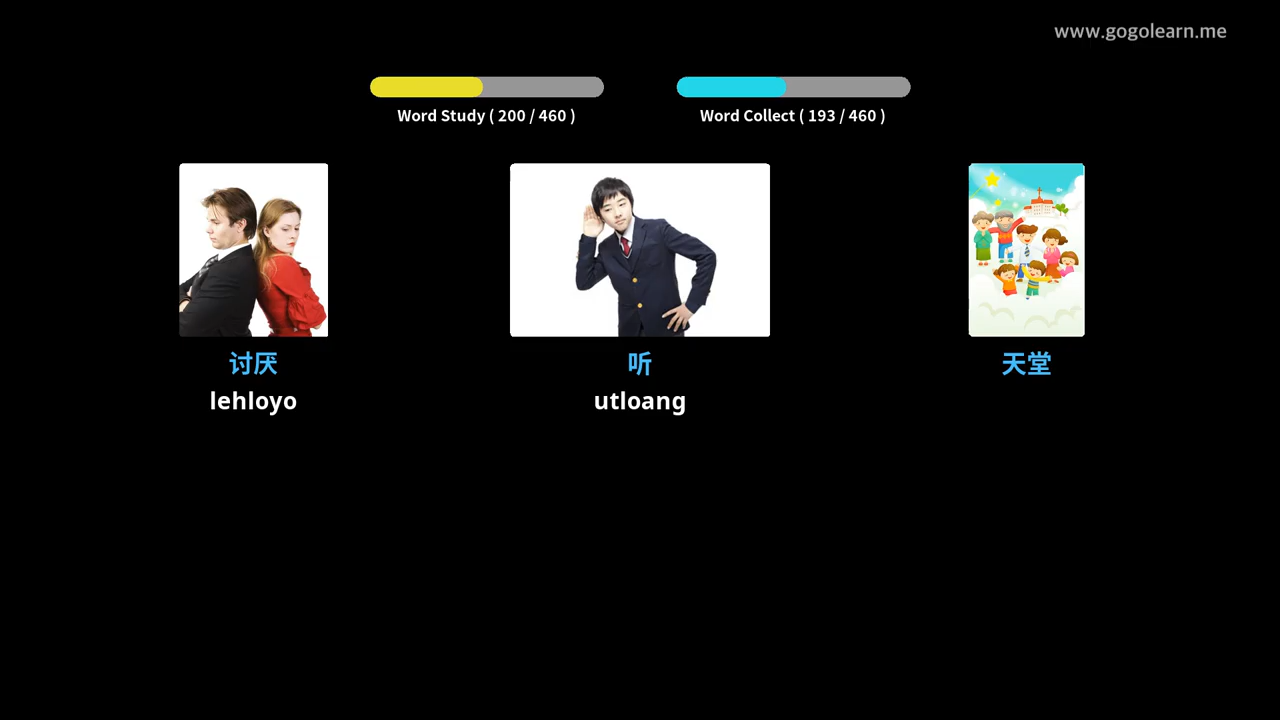 www.gogolearn.me
Word Study ( 200 / 460 )
Word Collect ( 193 / 460 )
讨厌
听
天堂
lehloyo
utloang